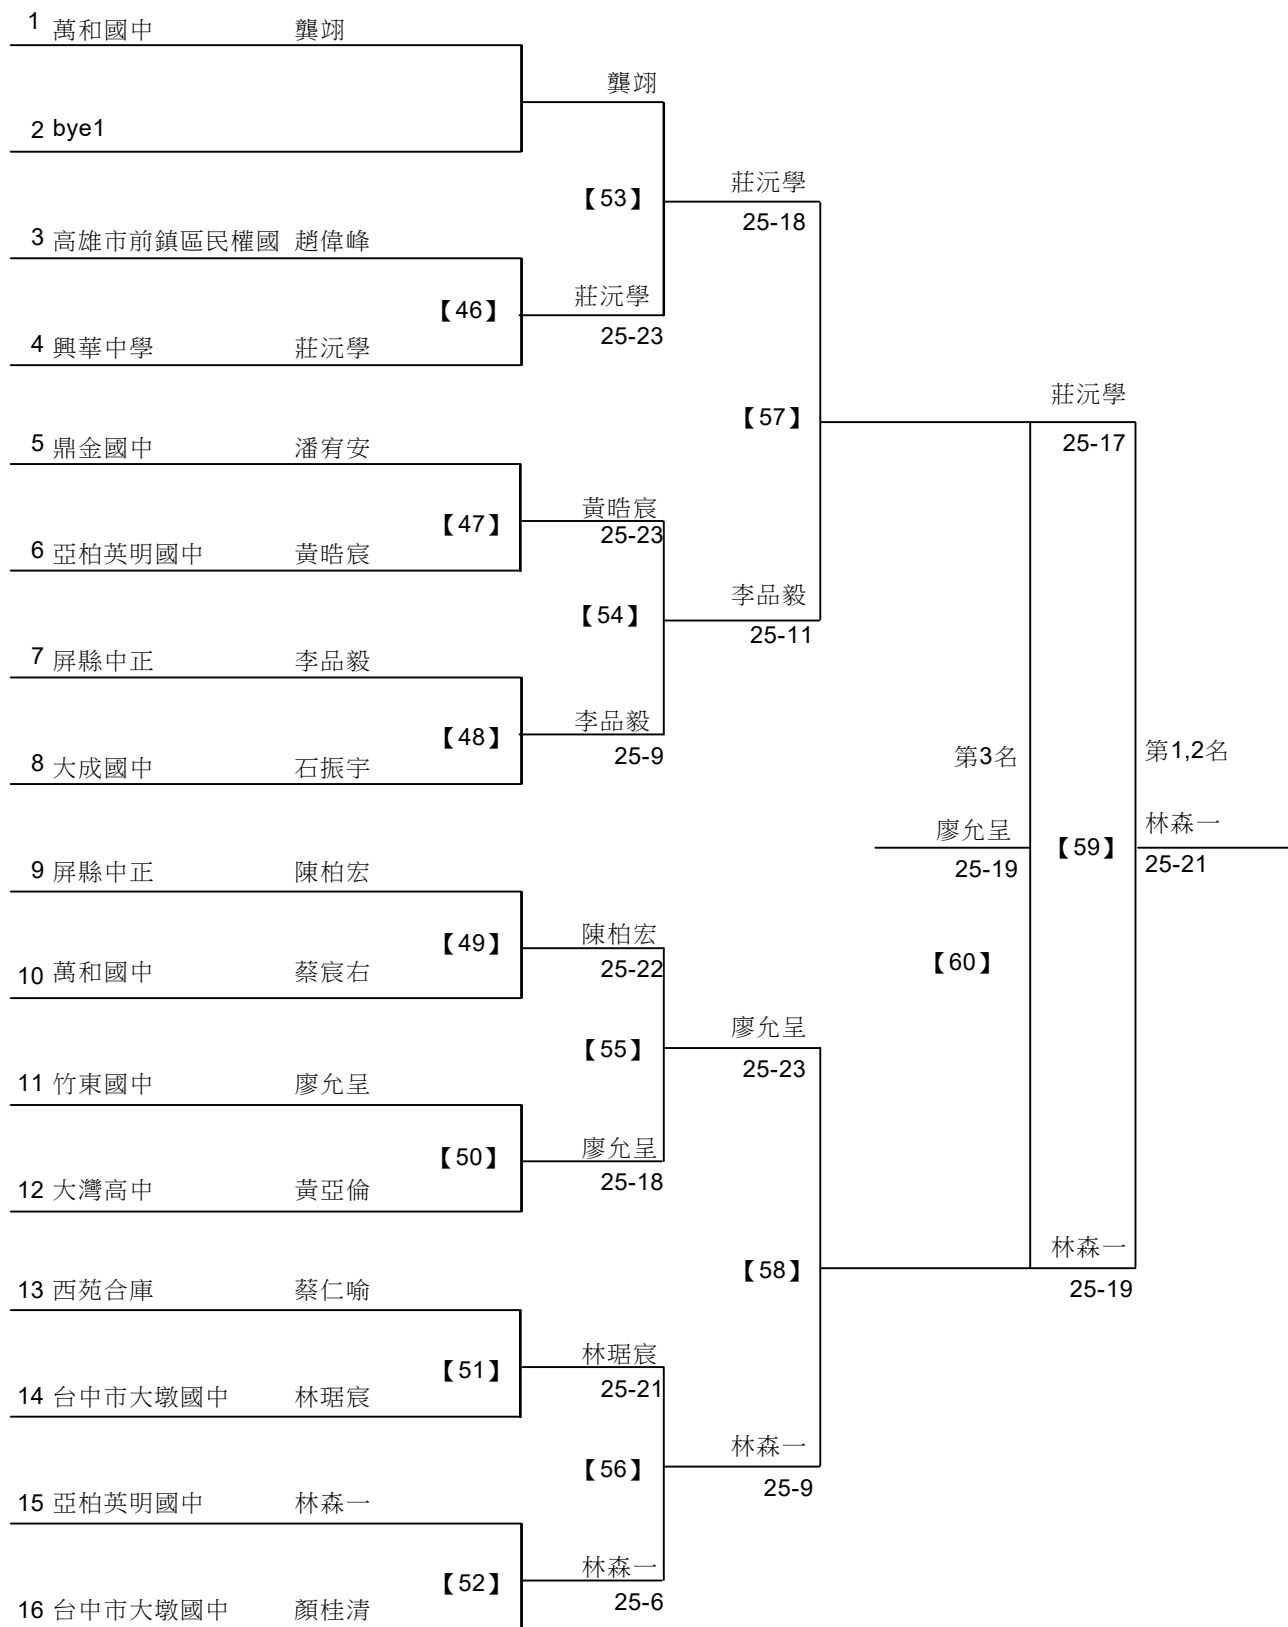 1 萬和國中 龔翊
龔翊
2 bye1
【53】
莊沅學
25-18
3 高雄市前鎮區民權國 趙偉峰
【46】
莊沅學
25-23
4 興華中學 莊沅學
莊沅學
25-17
【57】
5 鼎金國中 潘宥安
【47】
黃晧宸
25-23
6 亞柏英明國中 黃晧宸
【54】
李品毅
25-11
7 屏縣中正 李品毅
【48】
李品毅
25-9
8 大成國中 石振宇
第3名
第1,2名
廖允呈
25-19
【59】
林森一
25-21
9 屏縣中正 陳柏宏
【49】
陳柏宏
25-22
【60】
10 萬和國中 蔡宸右
【55】
廖允呈
25-23
11 竹東國中 廖允呈
【50】
廖允呈
25-18
12 大灣高中 黃亞倫
【58】
林森一
25-19
13 西苑合庫 蔡仁喻
【51】
林琚宸
25-21
14 台中市大墩國中 林琚宸
【56】
林森一
25-9
15 亞柏英明國中 林森一
【52】
林森一
25-6
16 台中市大墩國中 顏桂清